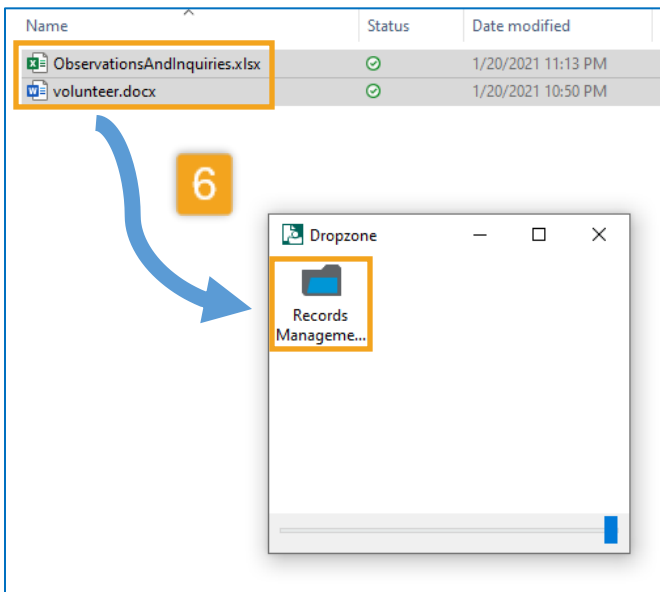 Name Status Date modified
ObservationsAndInquiries.xlsx 1/20/2021 11:13 PM
volunteer.docx 1/20/2021 10:50 PM
6
Dropzone
Records
Manageme...